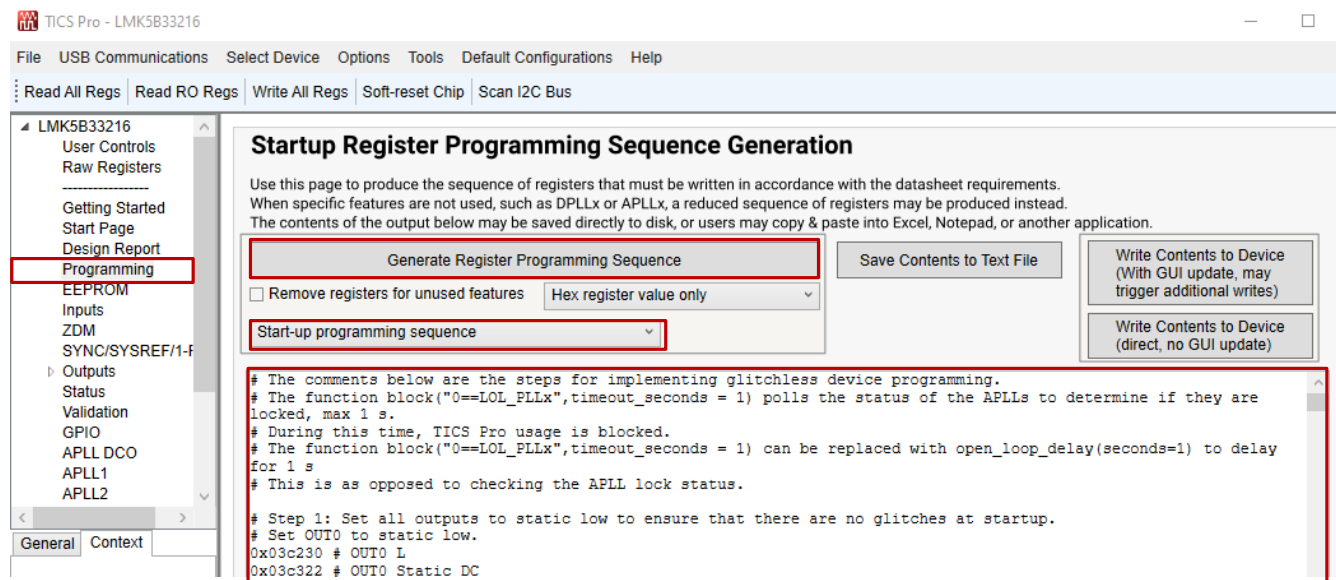 TICS Pro - LMK5B33216
File USB Communications Select Device Options Tools Default Configurations Help
Read All Regs Read RO Regs Write All Regs Soft-reset Chip Scan I2C Bus
LMK5B33216
User Controls
Raw Registers
-----------------
Getting Started
Start Page
Design Report
Programming
EEPROM
Inputs
ZDM
SYNC/SYSREF/1-F
Outputs
Status
Validation
GPIO
APLL DCO
APLL1
APLL2
General Context
Startup Register Programming Sequence Generation
Use this page to produce the sequence of registers that must be written in accordance with the datasheet requirements.
When specific features are not used, such as DPLLx or APLLx, a reduced sequence of registers may be produced instead.
The contents of the output below may be saved directly to disk, or users may copy & paste into Excel, Notepad, or another application.
Generate Register Programming Sequence
Save Contents to Text File
Write Contents to Device
(With GUI update, may
trigger additional writes)
Remove registers for unused features
Hex register value only
Start-up programming sequence
Write Contents to Device
(direct, no GUI update)
# The comments below are the steps for implementing glitchless device programming.
# The function block("0==LOL_PLLx",timeout_seconds = 1) polls the status of the APLLs to determine if they are
locked, max 1 s.
# During this time, TICS Pro usage is blocked.
# The function block("0==LOL_PLLx",timeout_seconds = 1) can be replaced with open_loop_delay(seconds=1) to delay
for 1 s
# This is as opposed to checking the APLL lock status.
# Step 1: Set all outputs to static low to ensure that there are no glitches at startup.
# Set OUT0 to static low.
0x03c230 # OUT0 L
0x03c322 # OUT0 Static DC